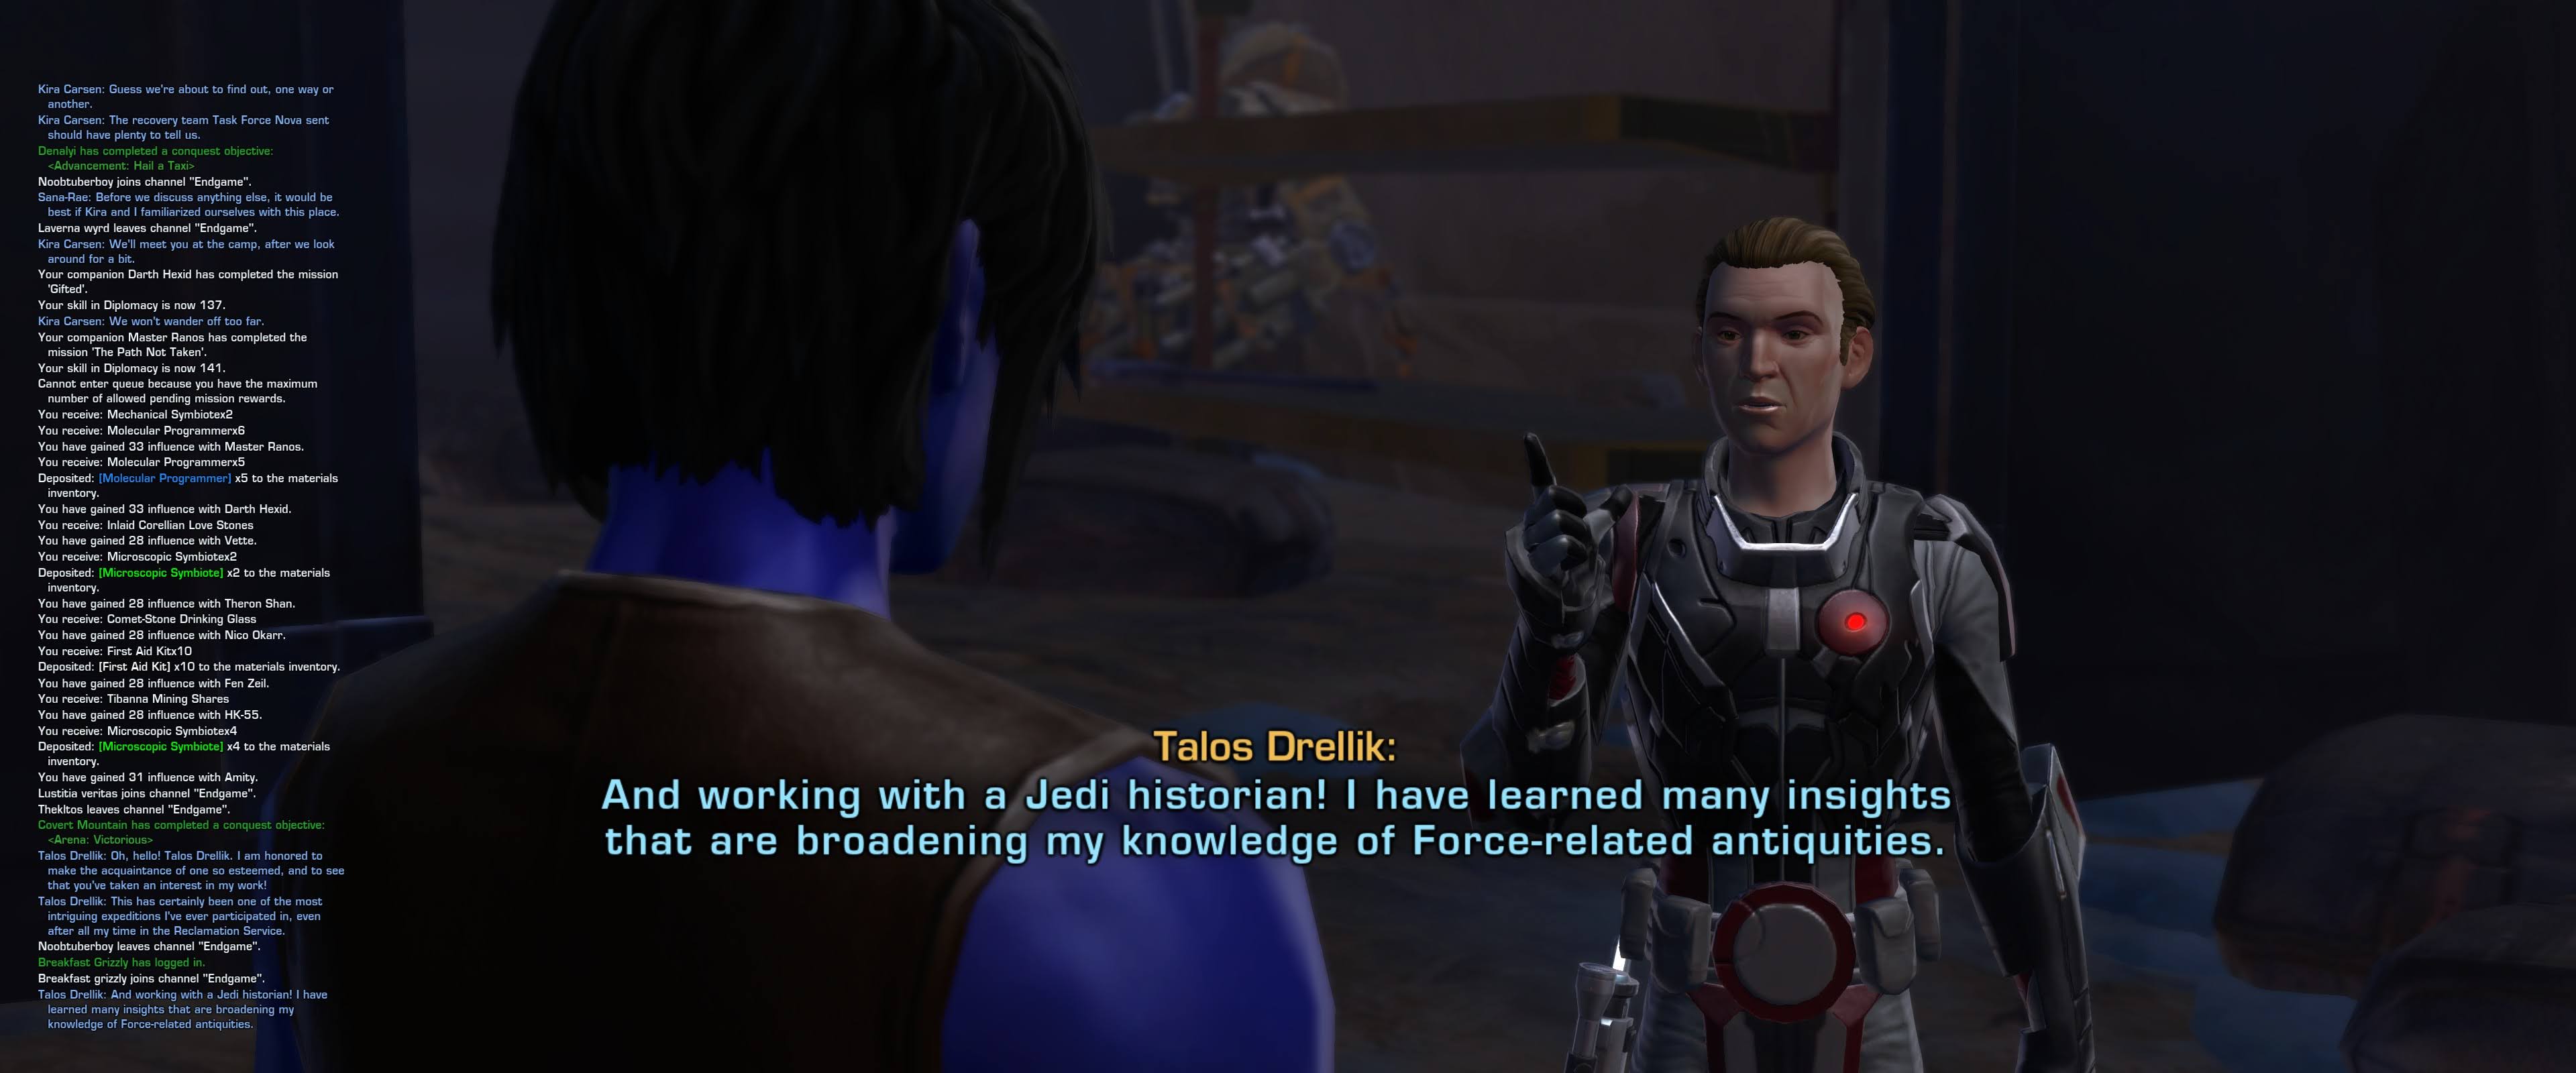 Kira Carsen: Guess we're about to find out, one way or
another.
Kira Carsen: The recovery team Task Force Nova sent
should have plenty to tell us.
Denalyi has completed a conquest objective:
<Advancement: Hail a Taxi>
Noobtuberboy joins channel "Endgame".
Sana-Rae: Before we discuss anything else, it would be
best if Kira and I familiarized ourselves with this place.
Laverna wyrd leaves channel "Endgame".
Kira Carsen: We'll meet you at the camp, after we look
around for a bit.
Your companion Darth Hexid has completed the mission
'Gifted'.
Your skill in Diplomacy is now 137.
Kira Carsen: We won't wander off too far.
Your companion Master Ranos has completed the
mission 'The Path Not Taken'.
Your skill in Diplomacy is now 141.
Cannot enter queue because you have the maximum
number of allowed pending mission rewards.
You receive: Mechanical Symbiotex2
You receive: Molecular Programmerx6
You have gained 33 influence with Master Ranos.
You receive: Molecular Programmerx5
Deposited: [Molecular Programmer] x5 to the materials
inventory.
You have gained 33 influence with Darth Hexid.
You receive: Inlaid Corellian Love Stones
You have gained 28 influence with Vette.
You receive: Microscopic Symbiotex2
Deposited: [Microscopic Symbiote] x2 to the materials
inventory.
You have gained 28 influence with Theron Shan.
You receive: Comet-Stone Drinking Glass
You have gained 28 influence with Nico Okarr.
You receive: First Aid Kitx10
Deposited: [First Aid Kit] x10 to the materials inventory.
You have gained 28 influence with Fen Zeil.
You receive: Tibanna Mining Shares
You have gained 28 influence with HK-55.
You receive: Microscopic Symbiotex4
Deposited: [Microscopic Symbiote] x4 to the materials
inventory.
You have gained 31 influence with Amity.
Lustitia veritas joins channel "Endgame".
Thekltos leaves channel "Endgame".
Covert Mountain has completed a conquest objective:
<Arena: Victorious>
Talos Drellik: Oh, hello! Talos Drellik. I am honored to
make the acquaintance of one so esteemed, and to see
that you've taken an interest in my work!
Talos Drellik: This has certainly been one of the most
intriguing expeditions I've ever participated in, even
after all my time in the Reclamation Service.
Noobtuberboy leaves channel "Endgame".
Breakfast Grizzly has logged in.
Breakfast grizzly joins channel "Endgame".
Talos Drellik: And working with a Jedi historian! I have
learned many insights that are broadening my
knowledge of Force-related antiquities.
Talos Drellik:
And working with a Jedi historian! I have learned many insights
that are broadening my knowledge of Force-related antiquities.